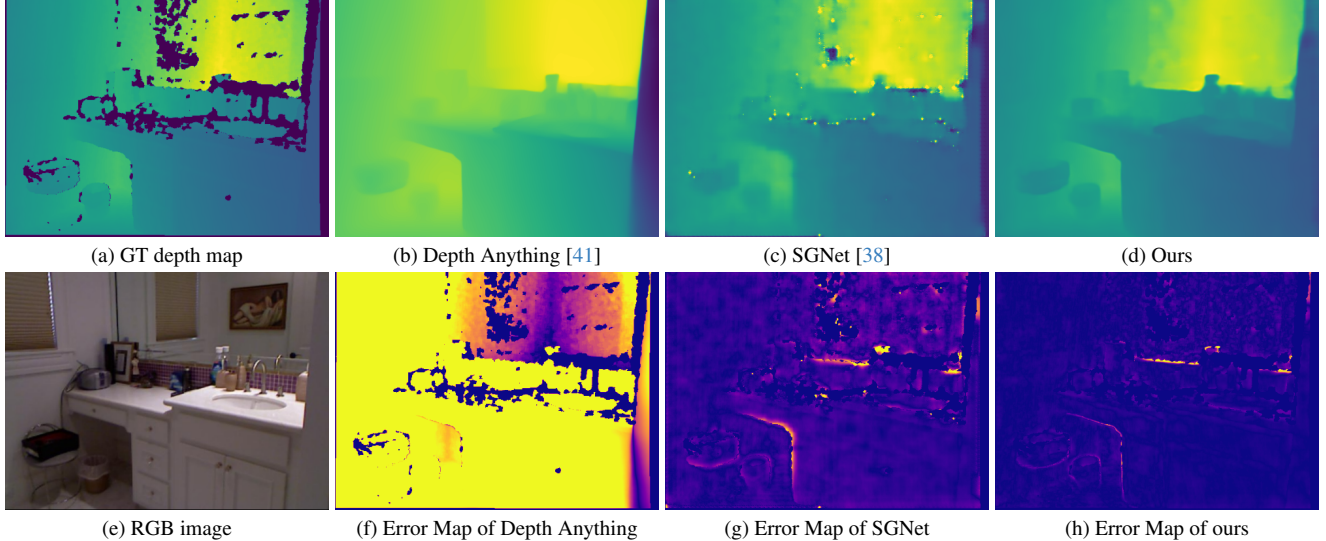 (a) GT depth map
(b) Depth Anything [41]
(c) SGNet [38]
(d) Ours
(e) RGB image
(f) Error Map of Depth Anything
(g) Error Map of SGNet
(h) Error Map of ours